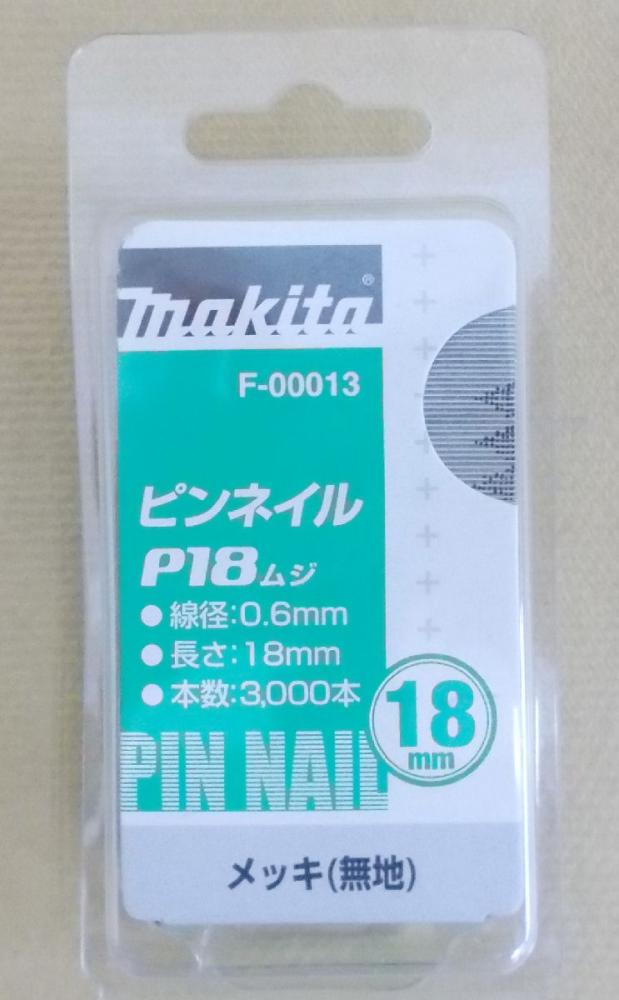 makita®
F-00013
ピンネイル
P18ムジ
●線径:0.6mm
●長さ:18mm
●本数:3,000本
18
mm
PIN NAIL
メッキ(無地)